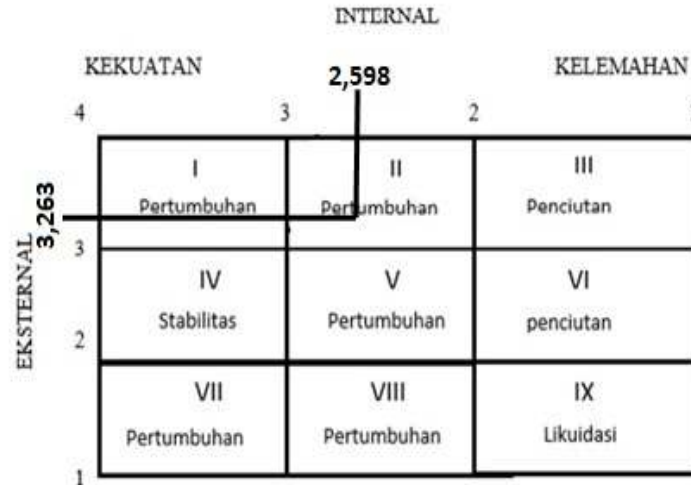 INTERNAL
KEKUATAN
2,598
KELEMAHAN
4
3
2
I
II
III
Pertumbuhan
Pertumbuhan
Penciutan
3,263
3
EKSTERNAL
IV
V
VI
Stabilitas
Pertumbuhan
penciutan
2
VII
VIII
IX
Pertumbuhan
Pertumbuhan
Likuidasi
1